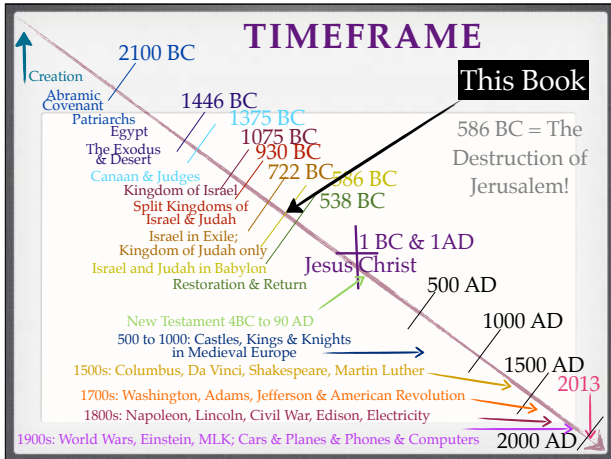 TIMEFRAME
2100 BC
Creation
This Book
Abramic
Covenant
Patriarchs
1446 BC
Egypt
1375 BC
586 BC = The
Destruction of
Jerusalem!
The Exodus
& Desert
1075 BC
930 BC
Canaan & Judges
722 BC
586 BC
Kingdom of Israel
538 BC
Split Kingdoms of
Israel & Judah
Israel in Exile;
Kingdom of Judah only
1 BC & 1AD
Jesus Christ
Israel and Judah in Babylon
Restoration & Return
500 AD
New Testament 4BC to 90 AD
1000 AD
500 to 1000: Castles, Kings & Knights
in Medieval Europe
1500 AD
1500s: Columbus, Da Vinci, Shakespeare, Martin Luther
2013
1700s: Washington, Adams, Jefferson & American Revolution
1800s: Napoleon, Lincoln, Civil War, Edison, Electricity
1900s: World Wars, Einstein, MLK; Cars & Planes & Phones & Computers
2000 AD